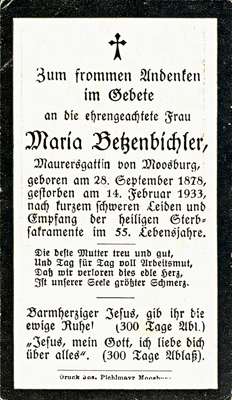 Zum frommen Andenken
im Gebete
an die ehrengeachtete Frau
Maria Betzenbichler,
Maurersgattin von Moosburg,
geboren am 28. September 1878,
gestorben am 14. Februar 1933,
nach kurzem schweren Leiden und
Empfang der heiligen Sterb-
sakramente im 55. Lebensjahre.
Die beste Mutter treu und gut,
Und Tag für Tag voll Arbeitsmut,
Daß wir verloren dies edle Herz,
Ist unserer Seele größter Schmerz.
Barmherziger Jesus, gib ihr die
ewige Ruhe! (300 Tage Abl.)
„Jesus, mein Gott, ich liebe dich
über alles". (300 Tage Ablaß).
Druck Jos. Pichlmayr Moosburg